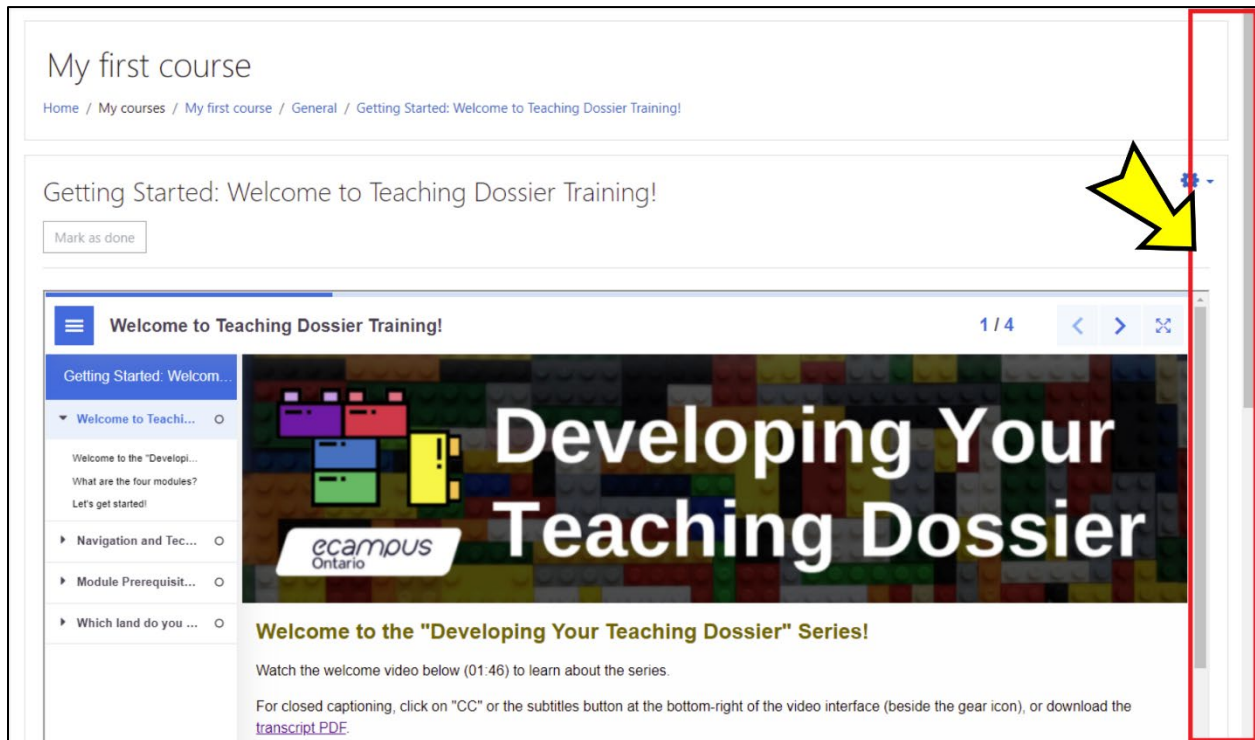 My first course
Home / My courses / My first course / General / Getting Started: Welcome to Teaching Dossier Training!
Getting Started: Welcome to Teaching Dossier Training!
Mark as done
Welcome to Teaching Dossier Training!
1 / 4
Getting Started: Welcom...
Welcome to Teachi...
Welcome to the "Developi...
What are the four modules?
Let's get started!
Navigation and Tec...
Module Prerequisit...
Which land do you ...
Developing Your
Teaching Dossier
ecampus
Ontario
Welcome to the "Developing Your Teaching Dossier" Series!
Watch the welcome video below (01:46) to learn about the series.
For closed captioning, click on "CC" or the subtitles button at the bottom-right of the video interface (beside the gear icon), or download the
transcript PDF.